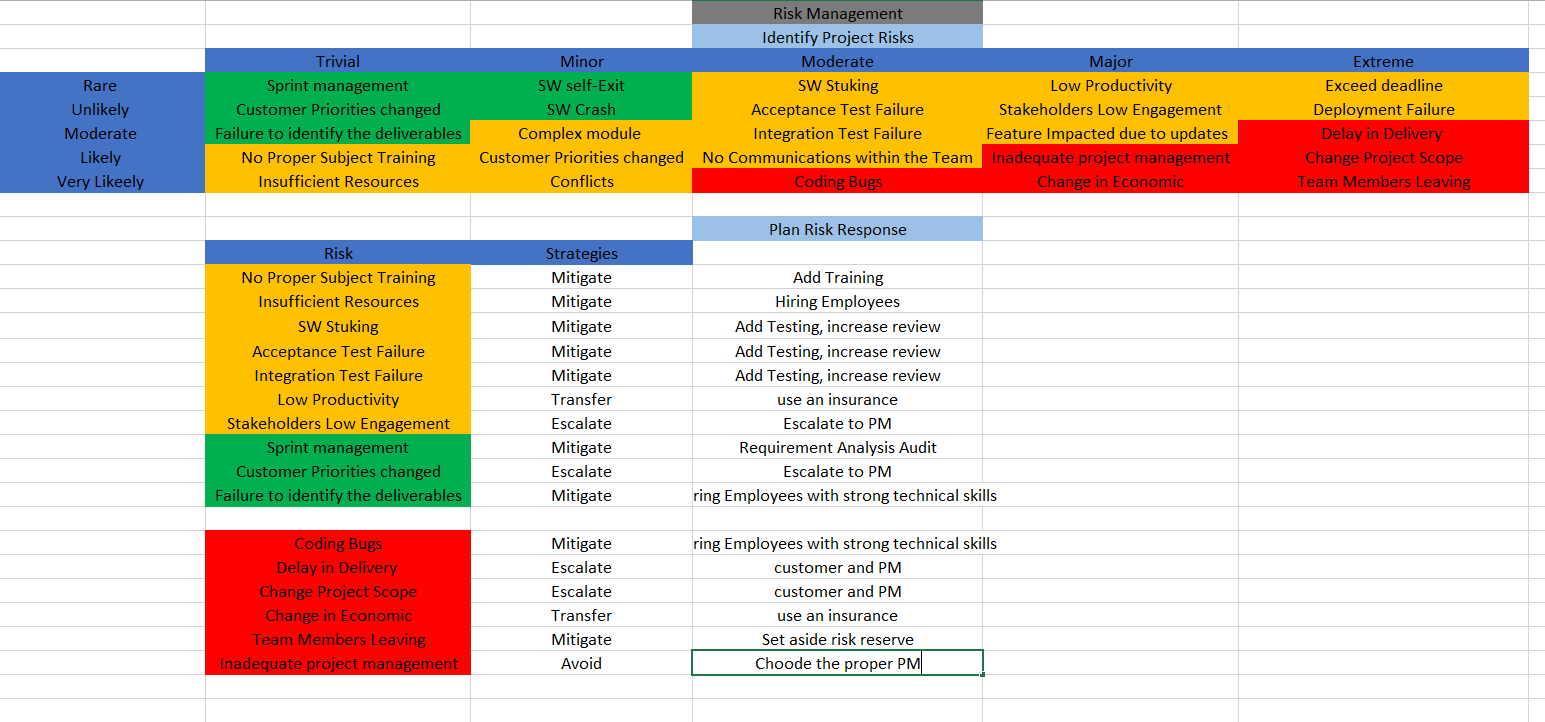 Risk Management
Identify Project Risks
Trivial Minor Moderate Major Extreme
Rare Sprint management SW self-Exit SW Stuking Low Productivity Exceed deadline
Unlikely Customer Priorities changed SW Crash Acceptance Test Failure Stakeholders Low Engagement Deployment Failure
Moderate Failure to identify the deliverables Complex module Integration Test Failure Feature Impacted due to updates Delay in Delivery
Likely No Proper Subject Training Customer Priorities changed No Communications within the Team Inadequate project management Change Project Scope
Very Likeely Insufficient Resources Conflicts Coding Bugs Change in Economic Team Members Leaving
Plan Risk Response
Risk Strategies
No Proper Subject Training Mitigate Add Training
Insufficient Resources Mitigate Hiring Employees
SW Stuking Mitigate Add Testing, increase review
Acceptance Test Failure Mitigate Add Testing, increase review
Integration Test Failure Mitigate Add Testing, increase review
Low Productivity Transfer use an insurance
Stakeholders Low Engagement Escalate Escalate to PM
Sprint management Mitigate Requirement Analysis Audit
Customer Priorities changed Escalate Escalate to PM
Failure to identify the deliverables Mitigate ring Employees with strong technical skills
Coding Bugs Mitigate ring Employees with strong technical skills
Delay in Delivery Escalate customer and PM
Change Project Scope Escalate customer and PM
Change in Economic Transfer use an insurance
Team Members Leaving Mitigate Set aside risk reserve
Inadequate project management Avoid Choode the proper PM